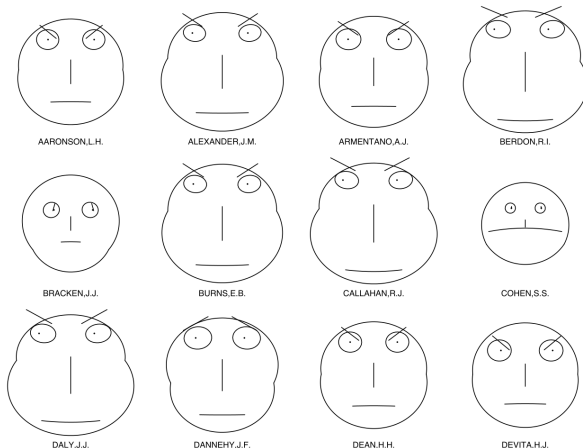 AARONSON,L.H.
ALEXANDER,J.M.
ARMENTANO,A.J.
BERDON,R.I.
BRACKEN,J.J.
BURNS,E.B.
CALLAHAN,R.J.
COHEN,S.S.
DALY,J.J.
DANNEHY,J.F.
DEAN,H.H.
DEVITA,H.J.